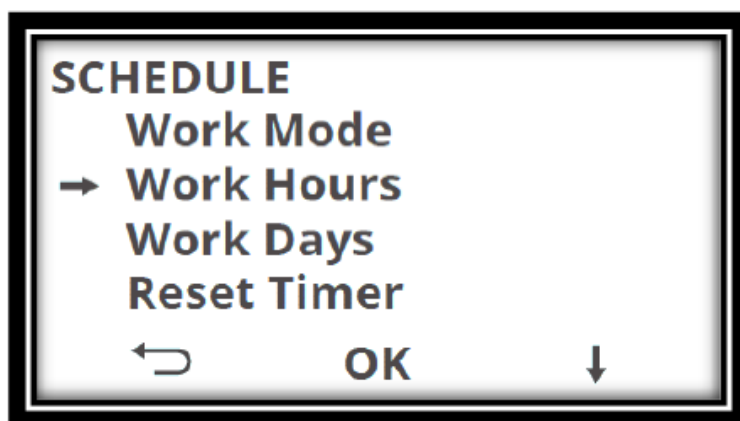 SCHEDULE
Work Mode
→ Work Hours
Work Days
Reset Timer
OK ↓